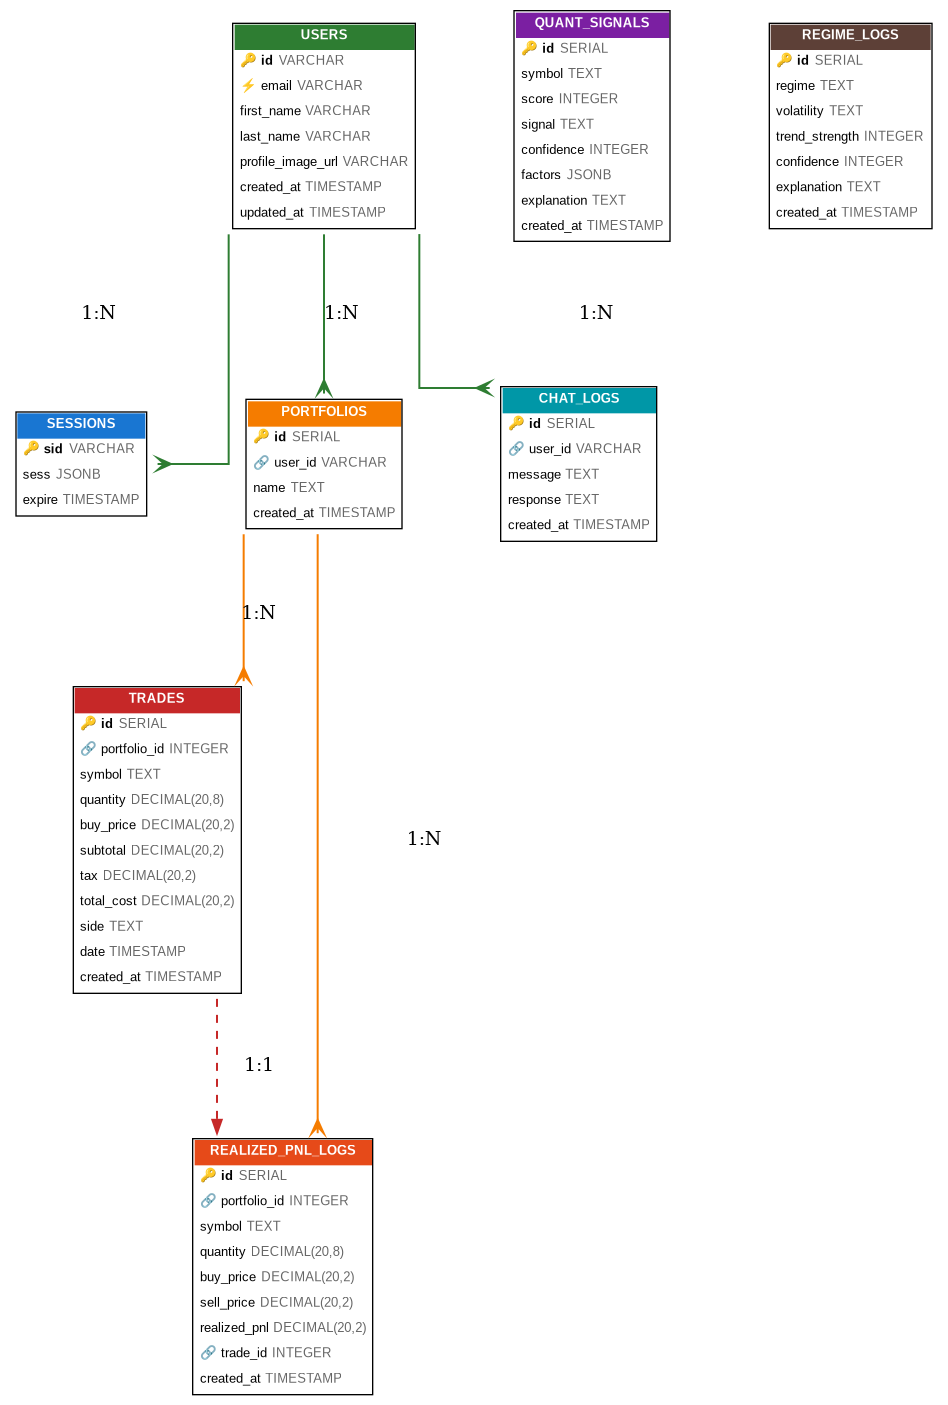 USERS
🔑 id VARCHAR
⚡ email VARCHAR
first_name VARCHAR
last_name VARCHAR
profile_image_url VARCHAR
created_at TIMESTAMP
updated_at TIMESTAMP
QUANT_SIGNALS
🔑 id SERIAL
symbol TEXT
score INTEGER
signal TEXT
confidence INTEGER
factors JSONB
explanation TEXT
created_at TIMESTAMP
REGIME_LOGS
🔑 id SERIAL
regime TEXT
volatility TEXT
trend_strength INTEGER
confidence INTEGER
explanation TEXT
created_at TIMESTAMP
1:N
1:N
1:N
SESSIONS
🔑 sid VARCHAR
sess JSONB
expire TIMESTAMP
PORTFOLIOS
🔑 id SERIAL
🔗 user_id VARCHAR
name TEXT
created_at TIMESTAMP
CHAT_LOGS
🔑 id SERIAL
🔗 user_id VARCHAR
message TEXT
response TEXT
created_at TIMESTAMP
1:N
TRADES
🔑 id SERIAL
🔗 portfolio_id INTEGER
symbol TEXT
quantity DECIMAL(20,8)
buy_price DECIMAL(20,2)
subtotal DECIMAL(20,2)
tax DECIMAL(20,2)
total_cost DECIMAL(20,2)
side TEXT
date TIMESTAMP
created_at TIMESTAMP
1:N
1:1
REALIZED_PNL_LOGS
🔑 id SERIAL
🔗 portfolio_id INTEGER
symbol TEXT
quantity DECIMAL(20,8)
buy_price DECIMAL(20,2)
sell_price DECIMAL(20,2)
realized_pnl DECIMAL(20,2)
🔗 trade_id INTEGER
created_at TIMESTAMP